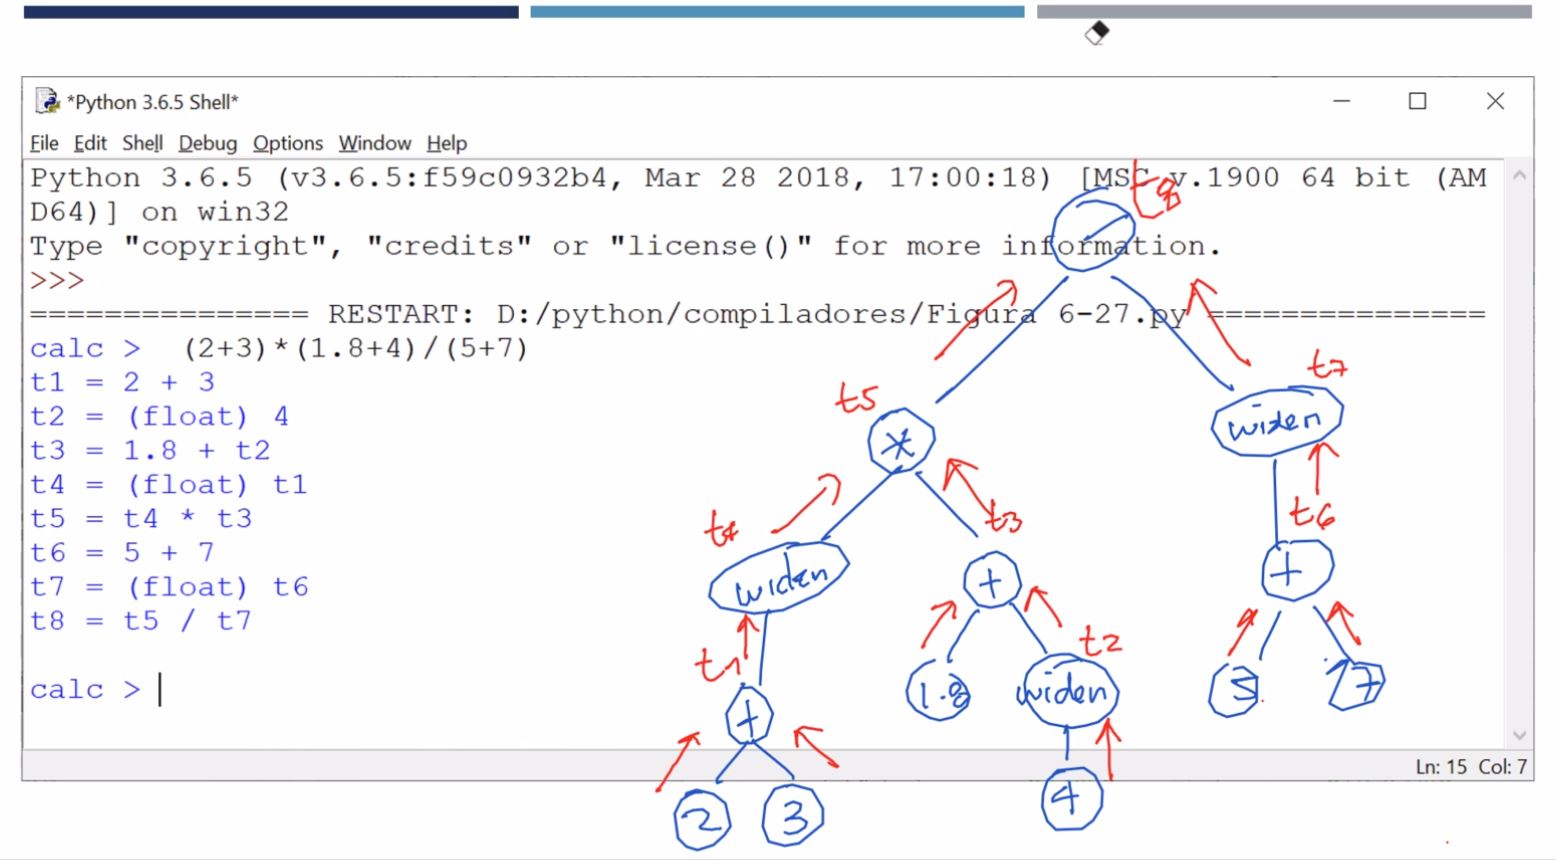 *Python 3.6.5 Shell*
File Edit Shell Debug Options Window Help
Python 3.6.5 (v3.6.5:f59c0932b4, Mar 28 2018, 17:00:18) [MSC v.1900 64 bit (AM
D64)] on win32
Type "copyright", "credits" or "license()" for more information.
>>>
=============== RESTART: D:/python/compiladores/Figura 6-27.py ===============
calc >  (2+3)*(1.8+4)/(5+7)
t1 = 2 + 3
t2 = (float) 4
t3 = 1.8 + t2
t4 = (float) t1
t5 = t4 * t3
t6 = 5 + 7
t7 = (float) t6
t8 = t5 / t7
calc >
Ln: 15 Col: 7
t8
/
t5
t7
*
widen
t4
t3
t6
widen
+
+
t1
t2
1.8
widen
5
7
+
2
3
4